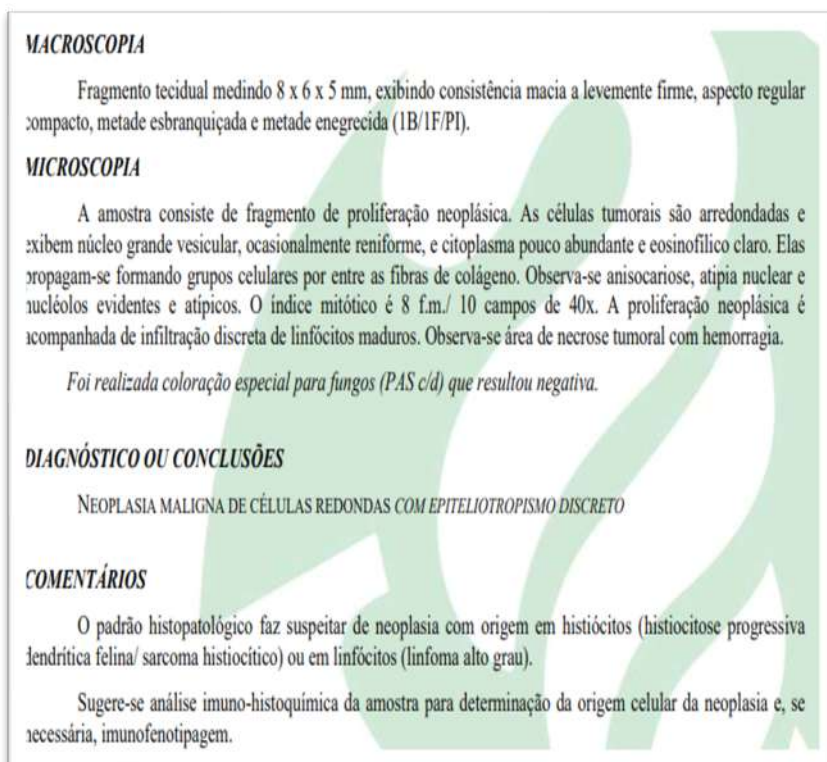 MACROSCOPIA
Fragmento tecidual medindo 8 x 6 x 5 mm, exibindo consistência macia a levemente firme, aspecto regular
compacto, metade esbranquiçada e metade enegrecida (1B/1F/PI).
MICROSCOPIA
A amostra consiste de fragmento de proliferação neoplásica. As células tumorais são arredondadas e
exibem núcleo grande vesicular, ocasionalmente reniforme, e citoplasma pouco abundante e eosinofílico claro. Elas
propagam-se formando grupos celulares por entre as fibras de colágeno. Observa-se anisocariose, atipia nuclear e
nucléolos evidentes e atípicos. O índice mitótico é 8 f.m./ 10 campos de 40x. A proliferação neoplásica é
acompanhada de infiltração discreta de linfócitos maduros. Observa-se área de necrose tumoral com hemorragia.
Foi realizada coloração especial para fungos (PAS c/d) que resultou negativa.
DIAGNÓSTICO OU CONCLUSÕES
NEOPLASIA MALIGNA DE CÉLULAS REDONDAS COM EPITELIOTROPISMO DISCRETO
COMENTÁRIOS
O padrão histopatológico faz suspeitar de neoplasia com origem em histiócitos (histiocitose progressiva
dendrítica felina/ sarcoma histiocítico) ou em linfócitos (linfoma alto grau).
Sugere-se análise imuno-histoquímica da amostra para determinação da origem celular da neoplasia e, se
necessária, imunofenotipagem.